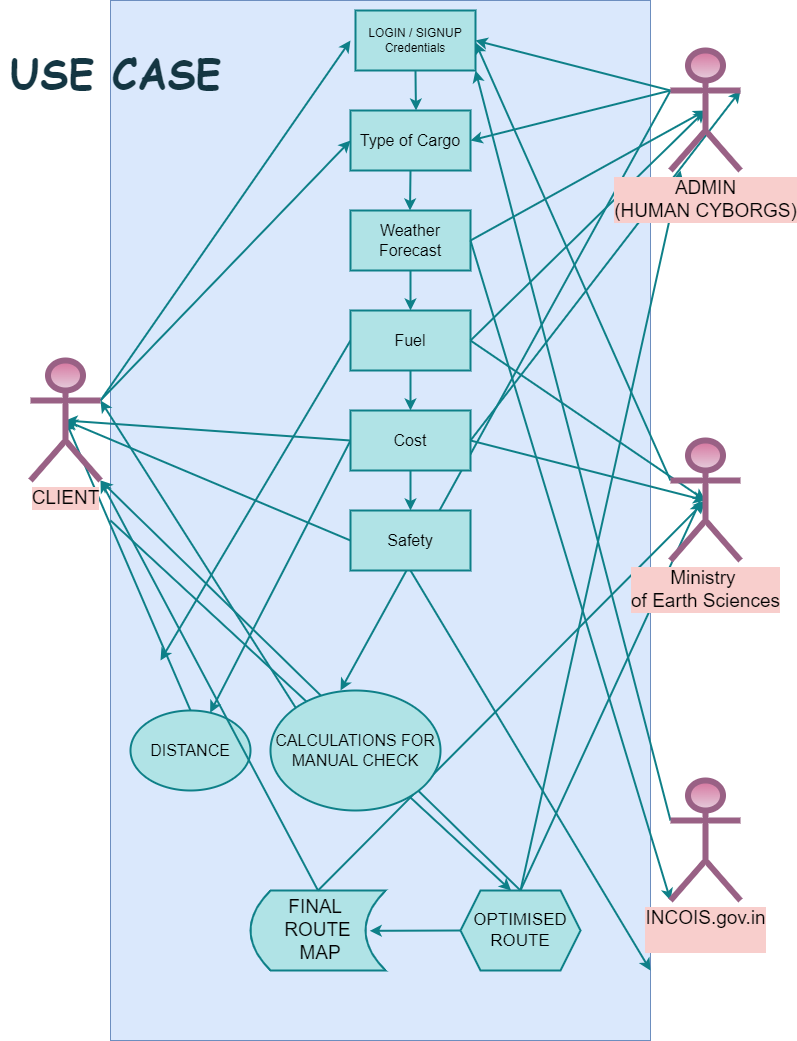 USE CASE
LOGIN / SIGNUP
Credentials
Type of Cargo
Weather
Forecast
Fuel
Cost
Safety
ADMIN
(HUMAN CYBORGS)
CLIENT
Ministry
of Earth Sciences
DISTANCE
CALCULATIONS FOR
MANUAL CHECK
FINAL
ROUTE
MAP
OPTIMISED
ROUTE
INCOIS.gov.in